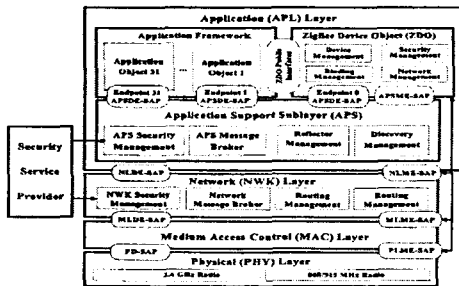 Application (APL) Layer
Application Framework
ZigBee Device Object (ZDO)
Application
Object 31
...
Application
Object 1
ZDO Public
Interfaces
Device
Management
Security
Management
Binding
Management
Network
Management
Endpoint 31
APSDE-SAP
Endpoint 1
APSDE-SAP
Endpoint 0
APSDE-SAP
APSME-SAP
Application Support Sublayer (APS)
APS Security
Management
APS Message
Broker
Reflector
Management
Discovery
Management
Security
Service
Provider
NLDE-SAP
NLME-SAP
Network (NWK) Layer
NWK Security
Management
Network
Message Broker
Routing
Management
Routing
Management
MLDE-SAP
MLME-SAP
Medium Access Control (MAC) Layer
PD-SAP
PLME-SAP
Physical (PHY) Layer
2.4 GHz Radio
868/915 MHz Radio